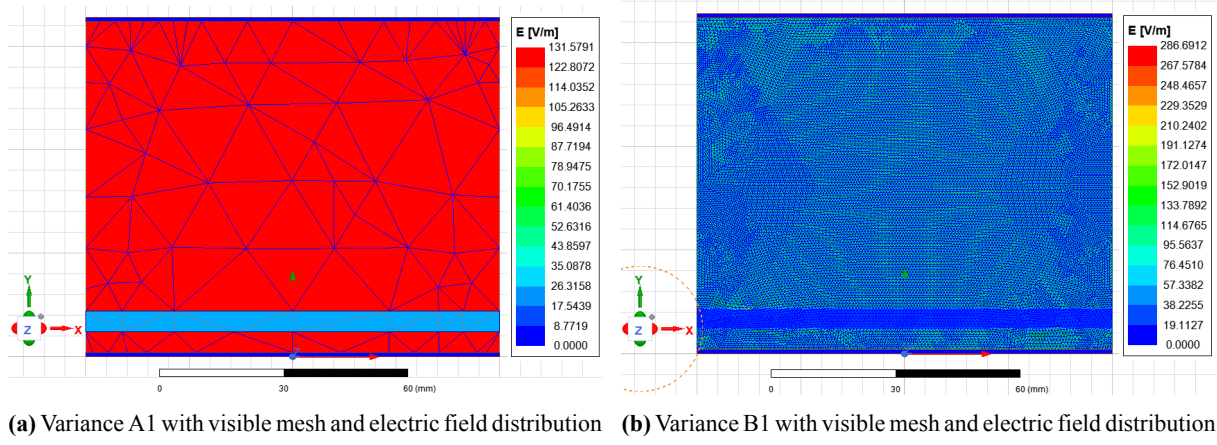 E [V/m]
131.5791
122.8072
114.0352
105.2633
96.4914
87.7194
78.9475
70.1755
61.4036
52.6316
43.8597
35.0878
26.3158
17.5439
8.7719
0.0000
Y
Z
X
Z
0
30
60 (mm)
E [V/m]
286.6912
267.5784
248.4657
229.3529
210.2402
191.1274
172.0147
152.9019
133.7892
114.6765
95.5637
76.4510
57.3382
38.2255
19.1127
0.0000
Y
Z
X
0
30
60 (mm)
(a) Variance A1 with visible mesh and electric field distribution
(b) Variance B1 with visible mesh and electric field distribution